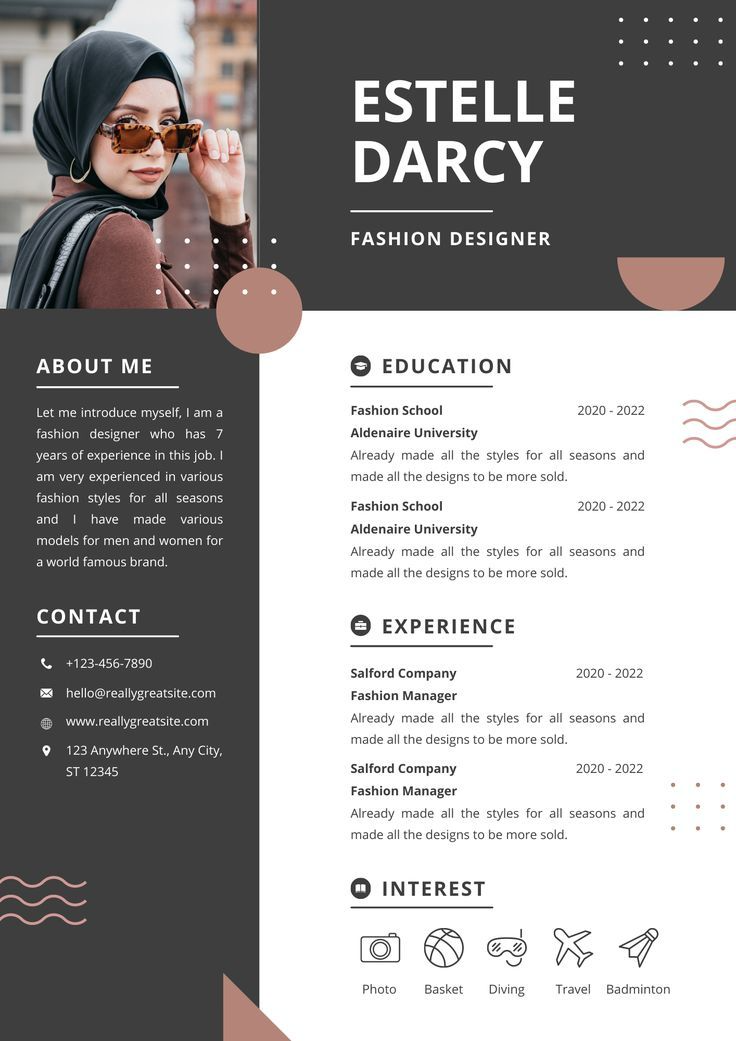 ESTELLE
DARCY
FASHION DESIGNER
ABOUT ME
Let me introduce myself, I am a
fashion designer who has 7
years of experience in this job. I
am very experienced in various
fashion styles for all seasons
and I have made various
models for men and women for
a world famous brand.
CONTACT
+123-456-7890
hello@reallygreatsite.com
www.reallygreatsite.com
123 Anywhere St., Any City,
ST 12345
EDUCATION
Fashion School 2020 - 2022
Aldenaire University
Already made all the styles for all seasons and
made all the designs to be more sold.
Fashion School 2020 - 2022
Aldenaire University
Already made all the styles for all seasons and
made all the designs to be more sold.
EXPERIENCE
Salford Company 2020 - 2022
Fashion Manager
Already made all the styles for all seasons and
made all the designs to be more sold.
Salford Company 2020 - 2022
Fashion Manager
Already made all the styles for all seasons and
made all the designs to be more sold.
INTEREST
Photo Basket Diving Travel Badminton